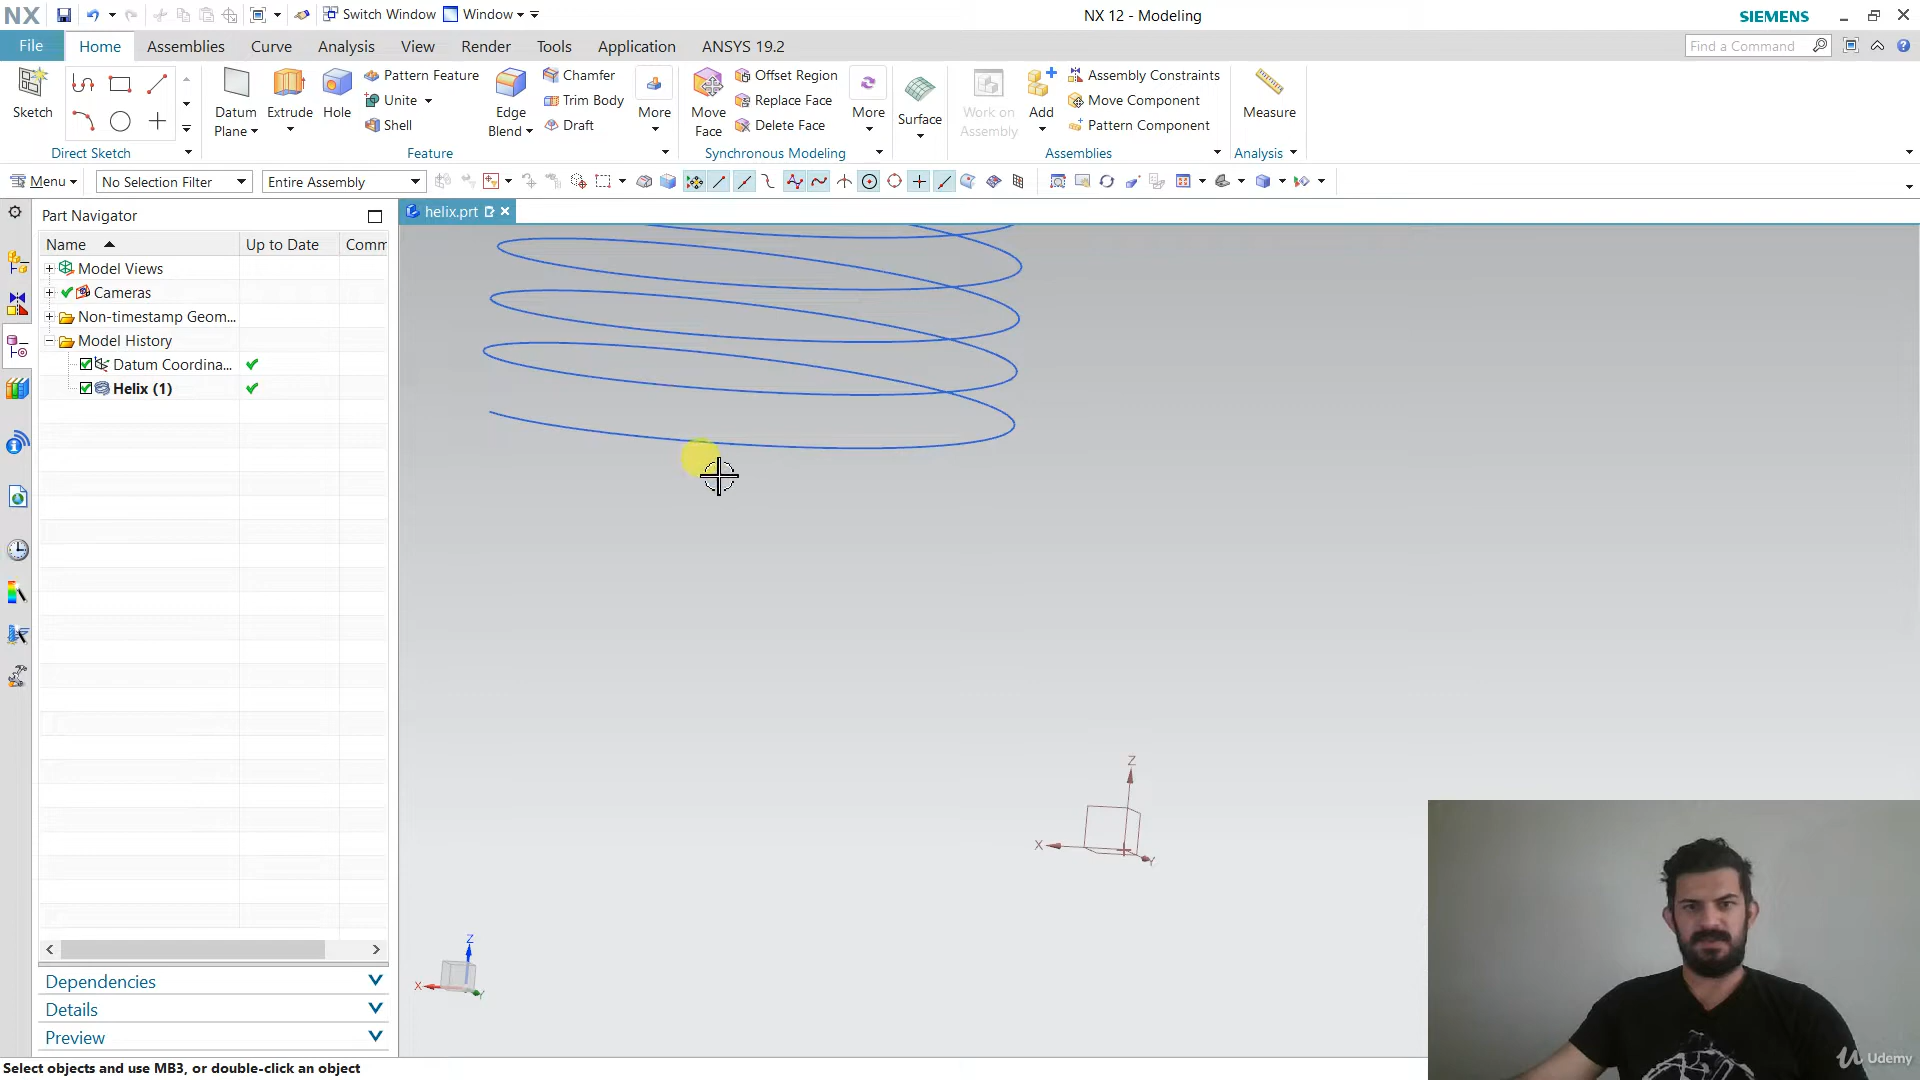 NX
Switch Window
Window
NX 12 - Modeling
SIEMENS
File
Home
Assemblies
Curve
Analysis
View
Render
Tools
Application
ANSYS 19.2
Find a Command
Sketch
Datum
Plane
Extrude
Hole
Pattern Feature
Unite
Shell
Edge
Blend
Chamfer
Trim Body
Draft
More
Move
Face
Offset Region
Replace Face
Delete Face
More
Surface
Work on
Assembly
Add
Assembly Constraints
Move Component
Pattern Component
Measure
Direct Sketch
Feature
Synchronous Modeling
Assemblies
Analysis
Menu
No Selection Filter
Entire Assembly
Part Navigator
helix.prt
Name
Up to Date
Comm
Model Views
Cameras
Non-timestamp Geom...
Model History
Datum Coordina...
Helix (1)
Z
X
Y
Z
X
Y
Dependencies
Details
Preview
Select objects and use MB3, or double-click an object
Udemy